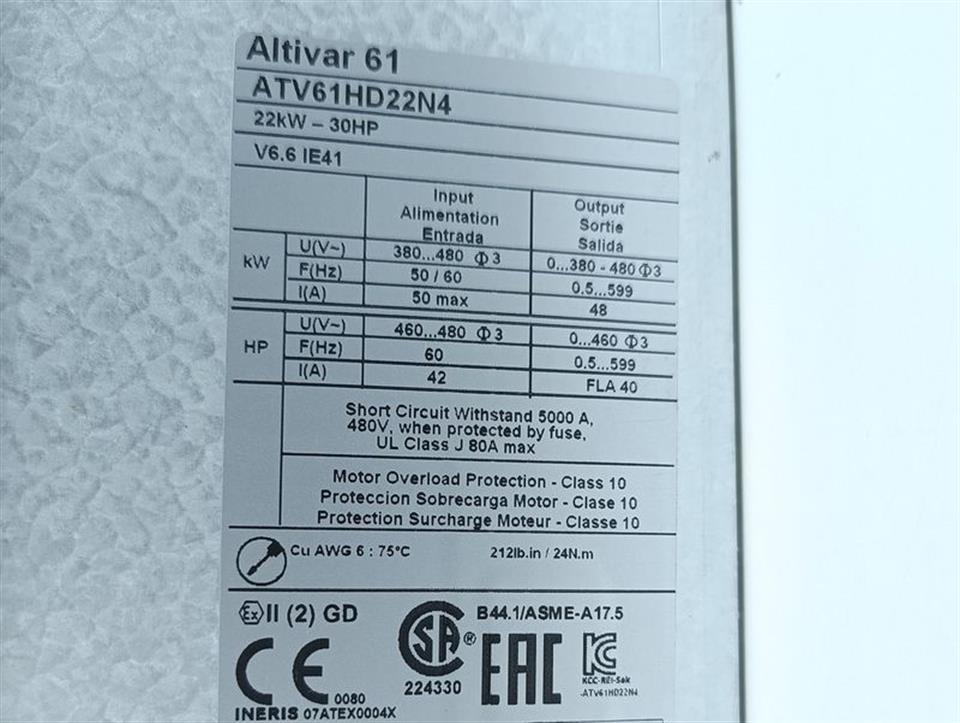 Altivar 61
ATV61HD22N4
22kW – 30HP
V6.6 IE41
Input
Alimentation
Entrada
Output
Sortie
Salida
kW
U(V~) 380...480 Φ3 0...380 - 480 Φ3
F(Hz) 50 / 60 0.5...599
I(A) 50 max 48
HP
U(V~) 460...480 Φ3 0...460 Φ3
F(Hz) 60 0.5...599
I(A) 42 FLA 40
Short Circuit Withstand 5000 A,
480V, when protected by fuse,
UL Class J 80A max
Motor Overload Protection - Class 10
Proteccion Sobrecarga Motor - Clase 10
Protection Surcharge Moteur - Classe 10
Cu AWG 6 : 75°C 212lb.in / 24N.m
Ex II (2) GD
CE 0080
INERIS 07ATEX0004X
CSA ®
224330
B44.1/ASME-A17.5
EAC
KC
KCC-REI-Sek
-ATV61HD22N4